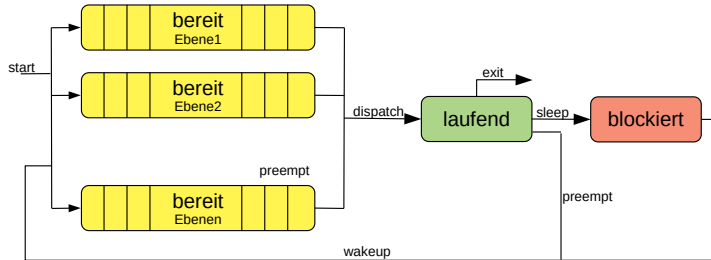 bereit
Ebene1
start
exit
bereit
Ebene2
dispatch
laufend
sleep
blockiert
preempt
bereit
Ebenen
preempt
wakeup